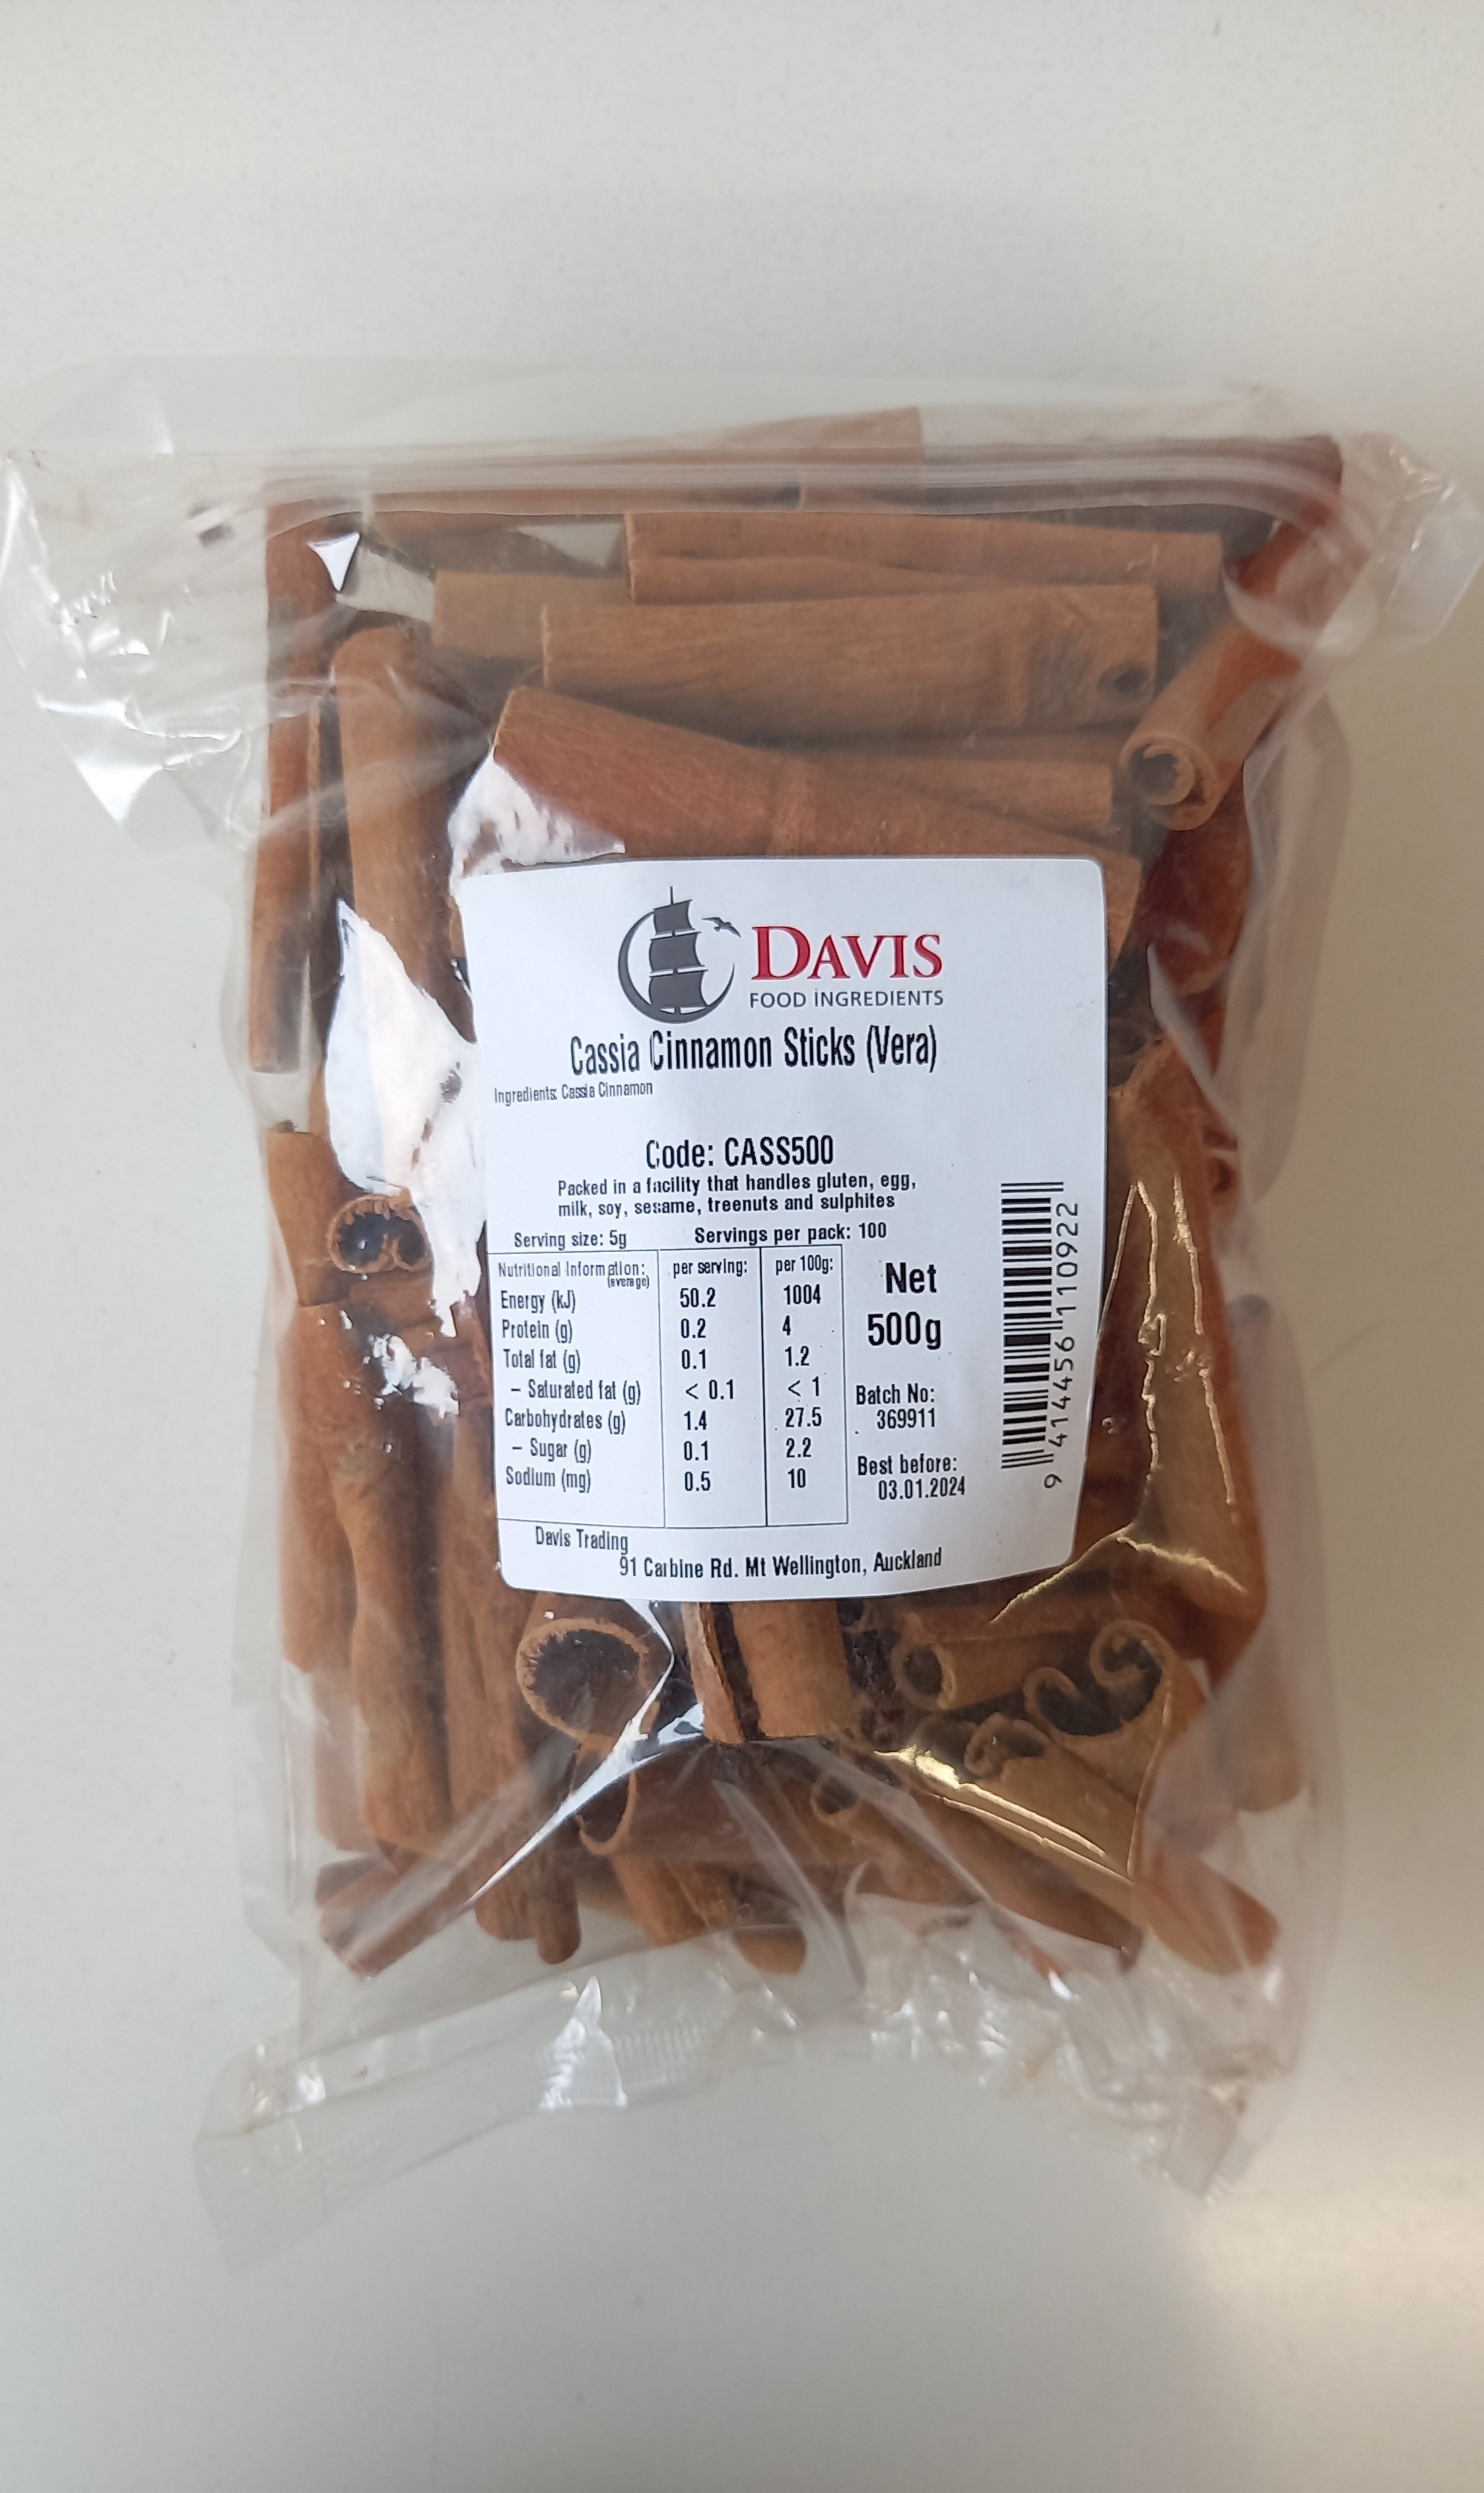 DAVIS
FOOD INGREDIENTS
Cassia Cinnamon Sticks (Vera)
Ingredients: Cassia Cinnamon
Code: CASS500
Packed in a facility that handles gluten, egg,
milk, soy, sesame, treenuts and sulphites
Serving size: 5g Servings per pack: 100
Nutritional Information: (average) per serving: per 100g:
Energy (kJ) 50.2 1004
Protein (g) 0.2 4
Total fat (g) 0.1 1.2
- Saturated fat (g) < 0.1 < 1
Carbohydrates (g) 1.4 27.5
- Sugar (g) 0.1 2.2
Sodium (mg) 0.5 10
Net
500g
Batch No:
369911
Best before:
03.01.2024
9 414456 110922
Davis Trading
91 Carbine Rd. Mt Wellington, Auckland